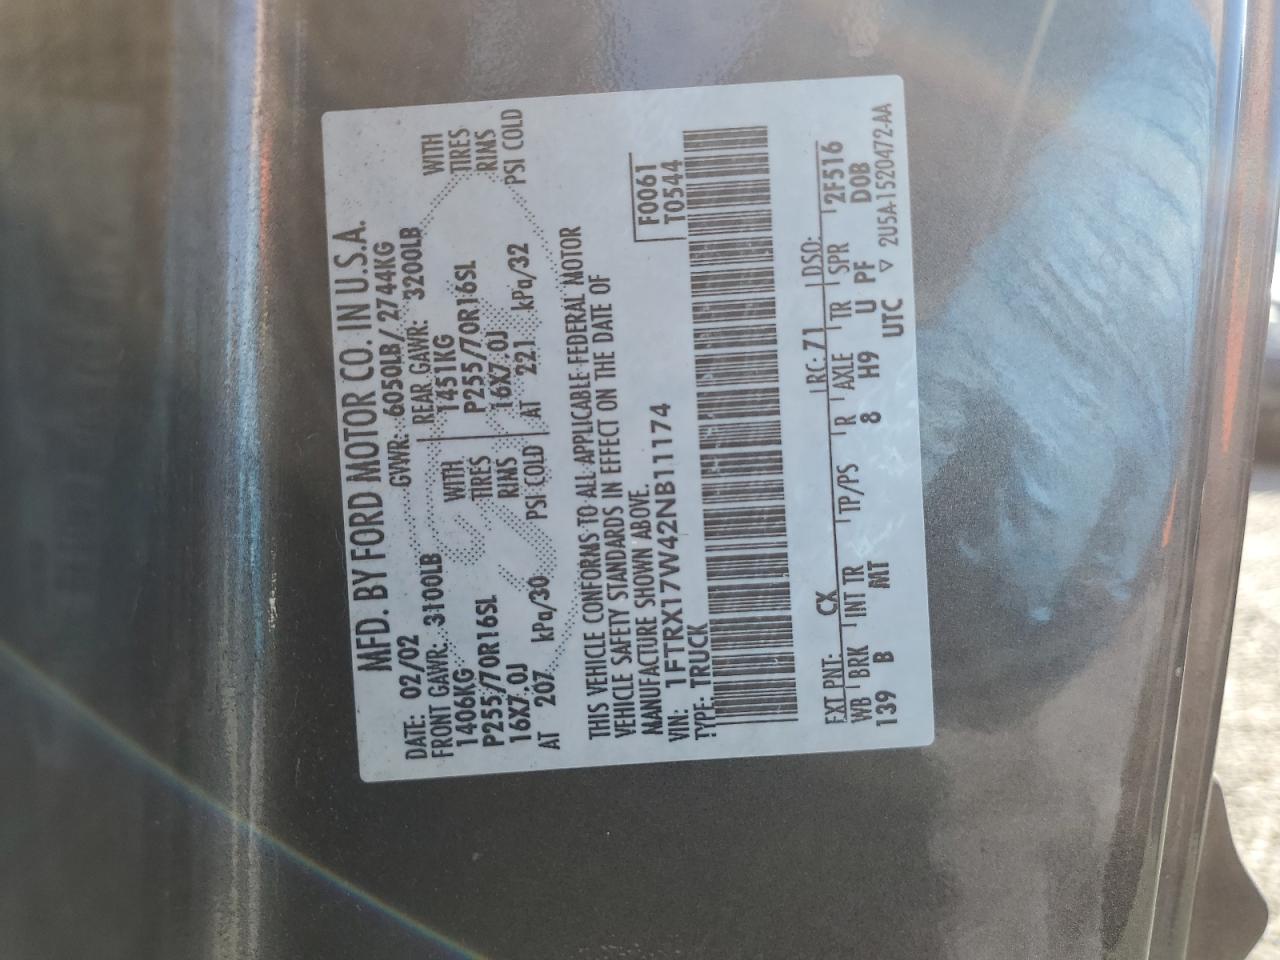 MFD. BY FORD MOTOR CO. IN U.S.A.
DATE: 02/02 GVWR: 6050LB/ 2744KG
FRONT GAWR: 3100LB REAR GAWR: 3200LB
1406KG WITH 1451KG WITH
P255/70R16SL TIRES P255/70R16SL TIRES
16X7.0J RIMS 16X7.0J RIMS
AT 207 kPa/30 PSI COLD AT 221 kPa/32 PSI COLD
THIS VEHICLE CONFORMS TO ALL APPLICABLE FEDERAL MOTOR
VEHICLE SAFETY STANDARDS IN EFFECT ON THE DATE OF
MANUFACTURE SHOWN ABOVE.
VIN: 1FTRX17W42NB11174 F0061
TYPE: TRUCK T0544
EXT PNT: CX RC: 71 DSO:
WB BRK INT TR TP/PS R AXLE TR SPR 2F516
139 B MT 8 H9 U PF DOB
UTC ▽ 2U5A-1520472-AA